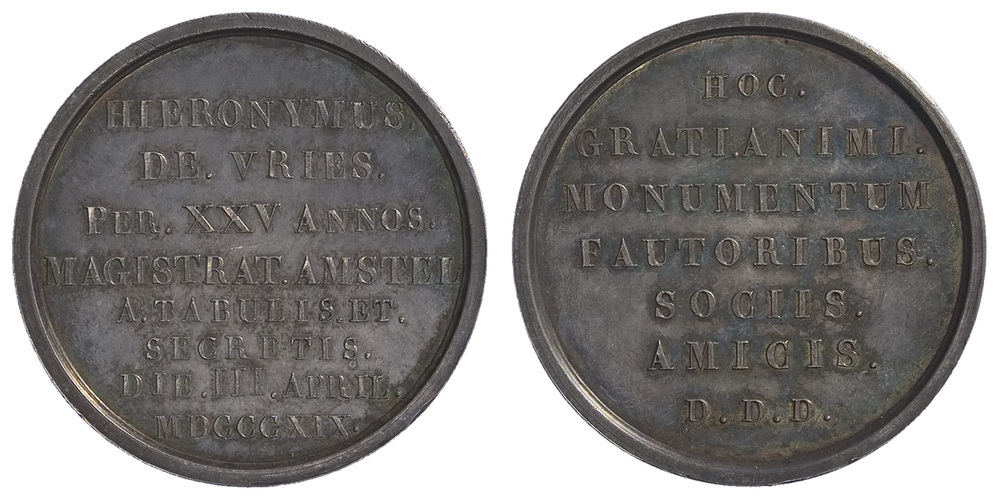 HIERONYMUS.
DE. VRIES.
PER. XXV ANNOS.
MAGISTRAT. AMSTEL
A. TABULIS. ET.
SECRETIS.
DIE. III. APRIL.
MDCCCXIX.
HOC.
GRATI. ANIMI.
MONUMENTUM
FAUTORIBUS.
SOCIIS.
AMICIS.
D. D. D.